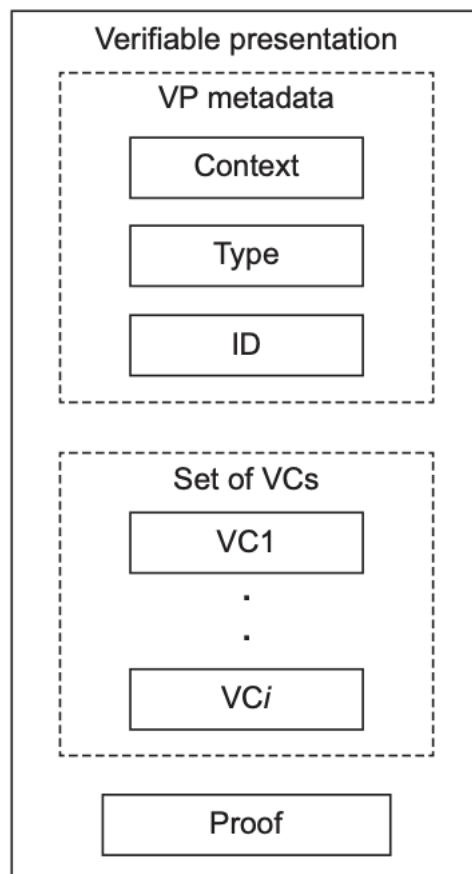 Verifiable presentation
VP metadata
Context
Type
ID
Set of VCs
VC1
.
.
VCi
Proof